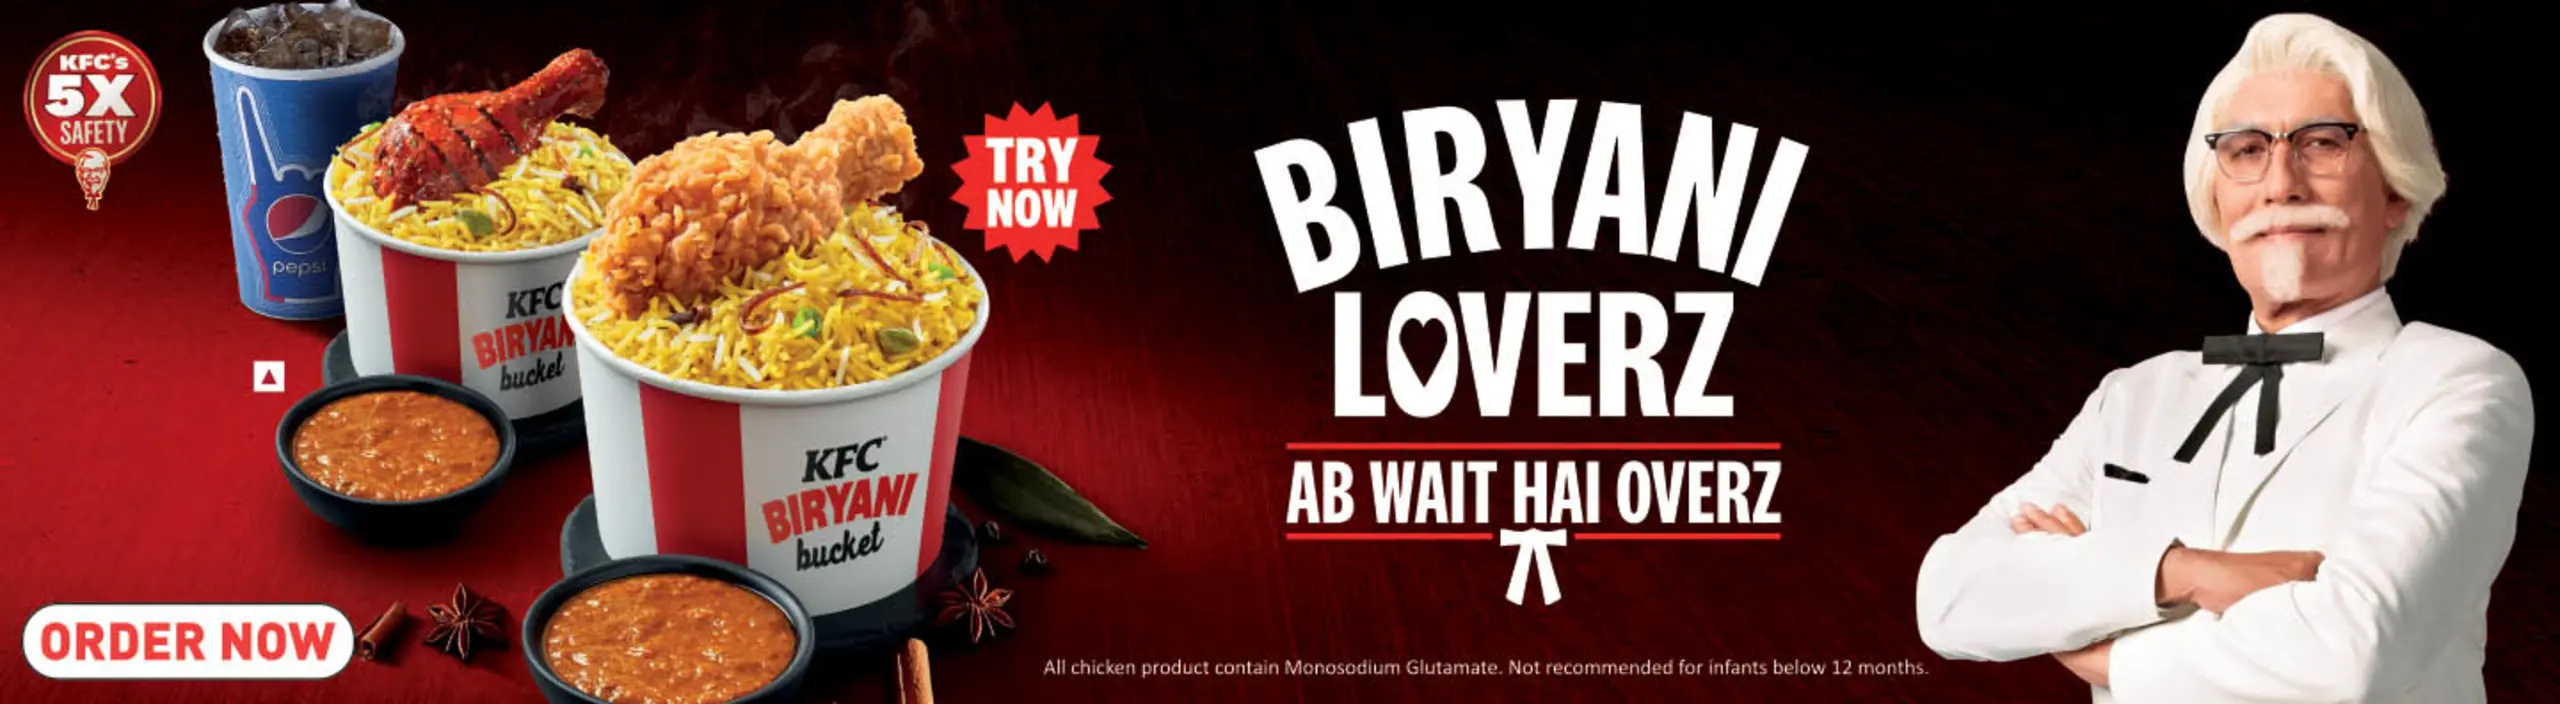 KFC's
5X
SAFETY
pepsi
KFC
BIRYAN
bucket
KFC
BIRYANI
bucket
TRY
NOW
BIRYANI
LOVERZ
AB WAIT HAI OVERZ
ORDER NOW
All chicken product contain Monosodium Glutamate. Not recommended for infants below 12 months.